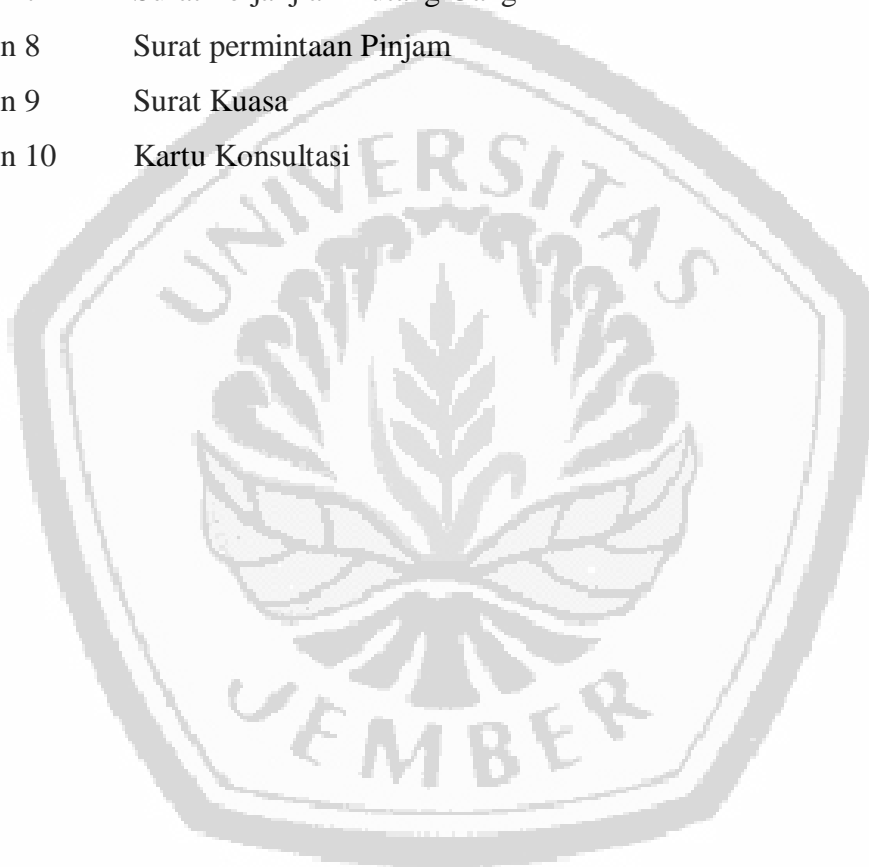 n 8 Surat permintaan Pinjam
n 9 Surat Kuasa
n 10 Kartu Konsultasi
UNIVERSITAS
JEMBER